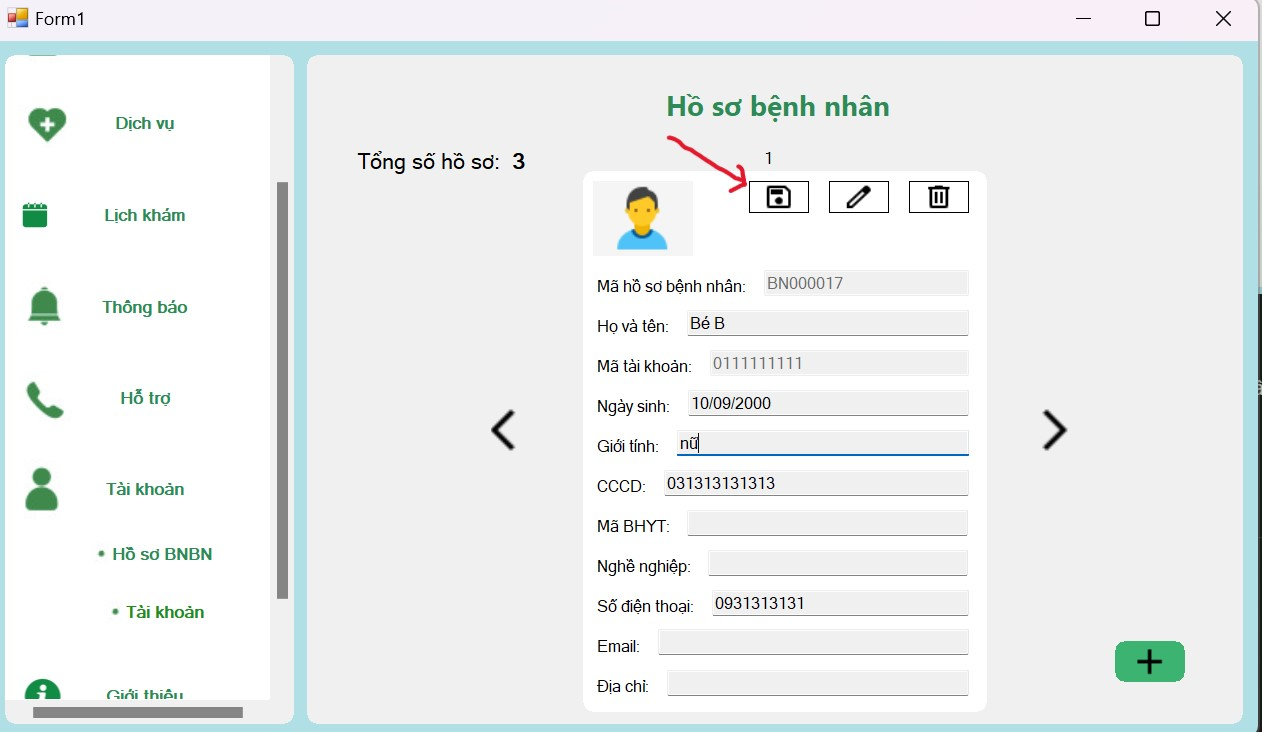 Form1
Dịch vụ
Lịch khám
Thông báo
Hỗ trợ
Tài khoản
• Hồ sơ BNBN
• Tài khoản
Giới thiệu
Hồ sơ bệnh nhân
Tổng số hồ sơ: 3
1
Mã hồ sơ bệnh nhân: BN000017
Họ và tên: Bé B
Mã tài khoản: 0111111111
Ngày sinh: 10/09/2000
Giới tính: nữ
CCCD: 031313131313
Mã BHYT:
Nghề nghiệp:
Số điện thoại: 0931313131
Email:
Địa chỉ: